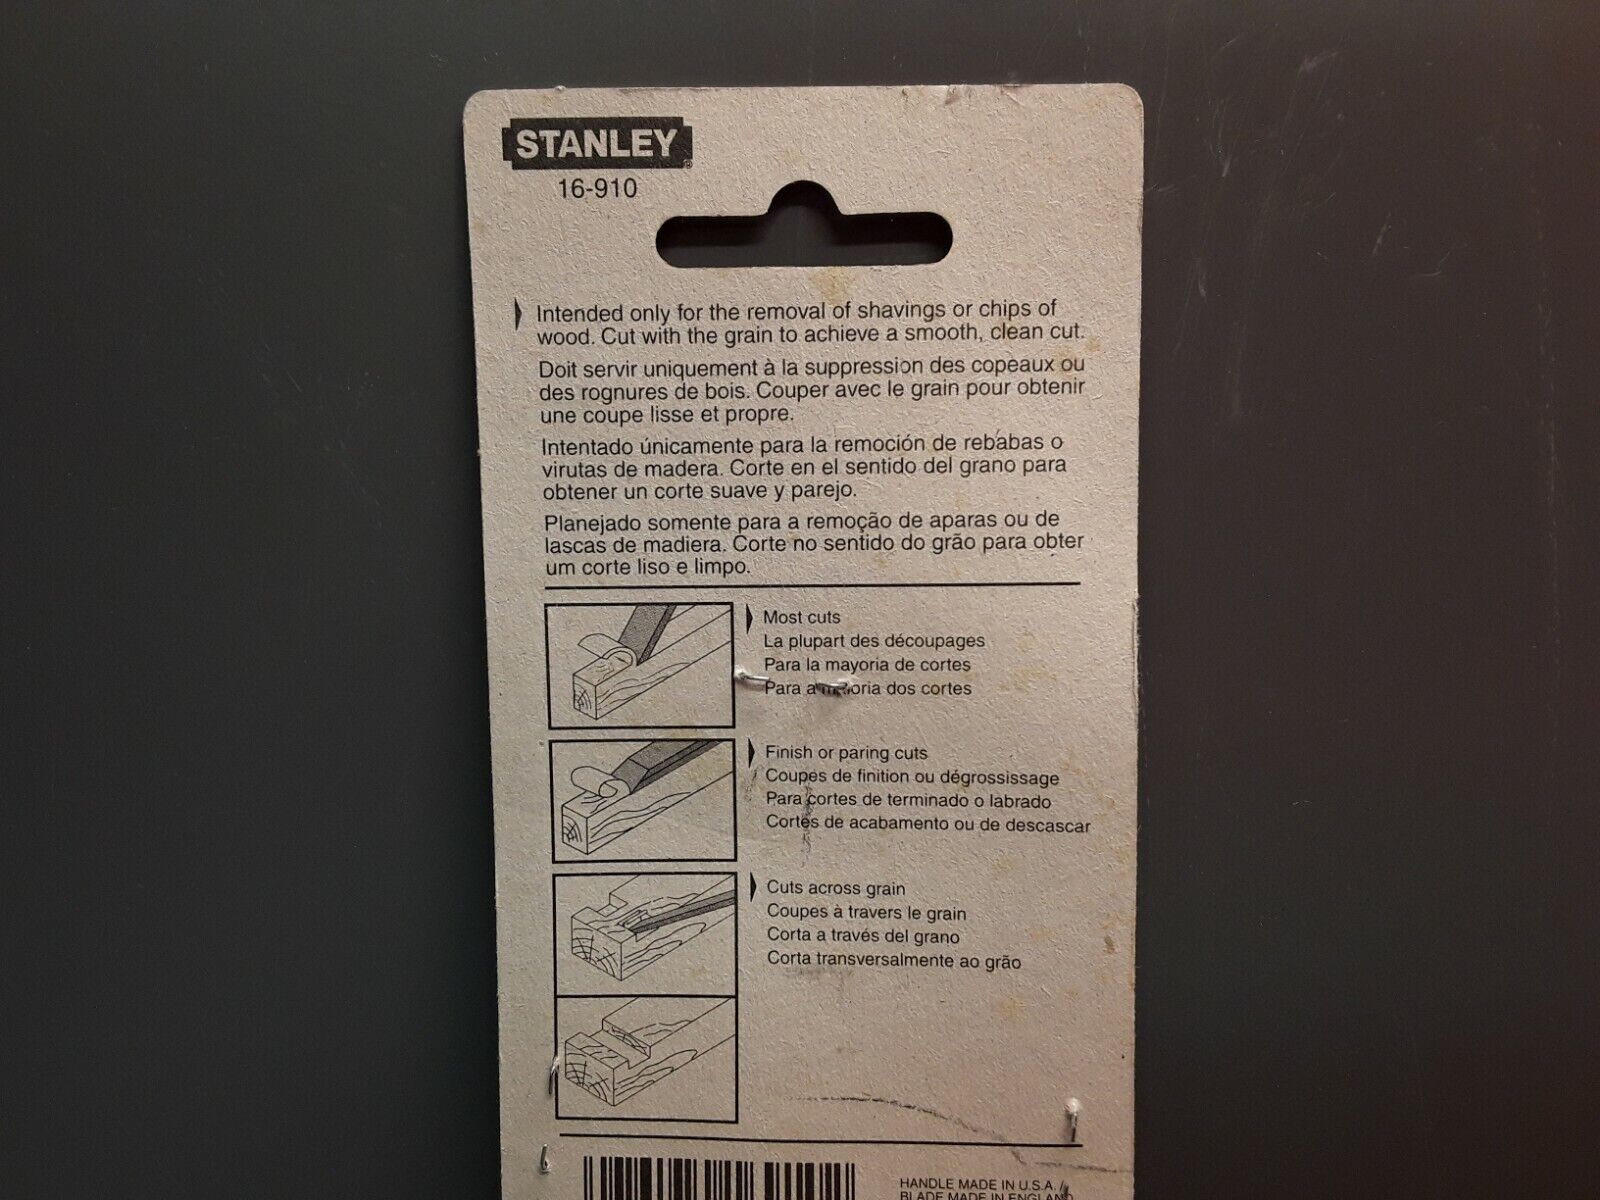 STANLEY®
16-910
Intended only for the removal of shavings or chips of
wood. Cut with the grain to achieve a smooth, clean cut.
Doit servir uniquement à la suppression des copeaux ou
des rognures de bois. Couper avec le grain pour obtenir
une coupe lisse et propre.
Intentado únicamente para la remoción de rebabas o
virutas de madera. Corte en el sentido del grano para
obtener un corte suave y parejo.
Planejado somente para a remoção de aparas ou de
lascas de madiera. Corte no sentido do grão para obter
um corte liso e limpo.
Most cuts
La plupart des découpages
Para la mayoria de cortes
Para a maioria dos cortes
Finish or paring cuts
Coupes de finition ou dégrossissage
Para cortes de terminado o labrado
Cortes de acabamento ou de descascar
Cuts across grain
Coupes à travers le grain
Corta a través del grano
Corta transversalmente ao grão
HANDLE MADE IN U.S.A./
BLADE MADE IN ENGLAND